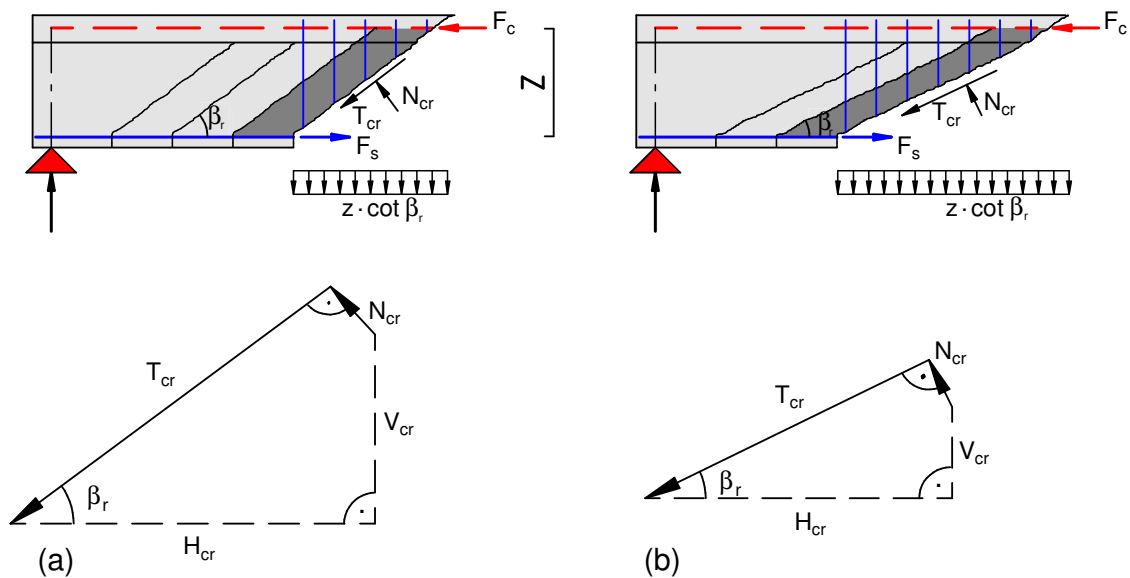 F_c
Z
N_cr
T_cr
β_r
F_s
z · cot β_r
N_cr
T_cr
V_cr
β_r
H_cr
(a)
F_c
N_cr
T_cr
β_r
F_s
z · cot β_r
N_cr
T_cr
V_cr
β_r
H_cr
(b)